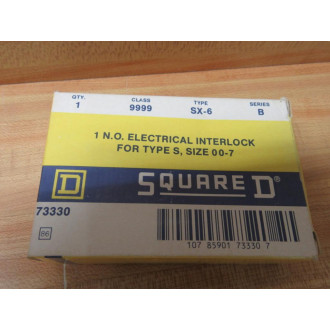 QTY. CLASS TYPE SERIES
1 9999 SX-6 B
1 N.O. ELECTRICAL INTERLOCK
FOR TYPE S, SIZE 00-7
D SQUARE D®
73330
86
107 85901 73330 7